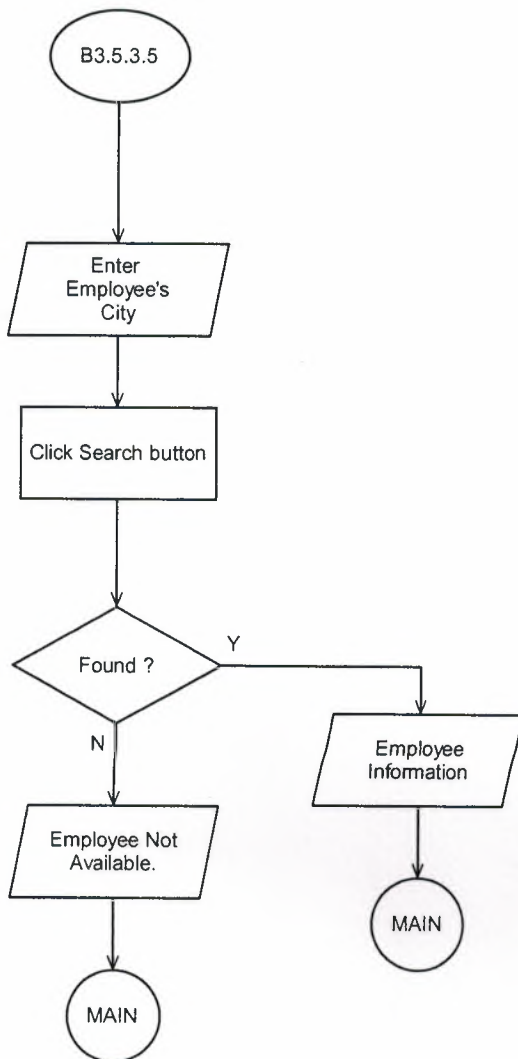 B3.5.3.5
Enter
Employee's
City
Click Search button
Found ?
Y
N
Employee
Information
Employee Not
Available.
MAIN
MAIN